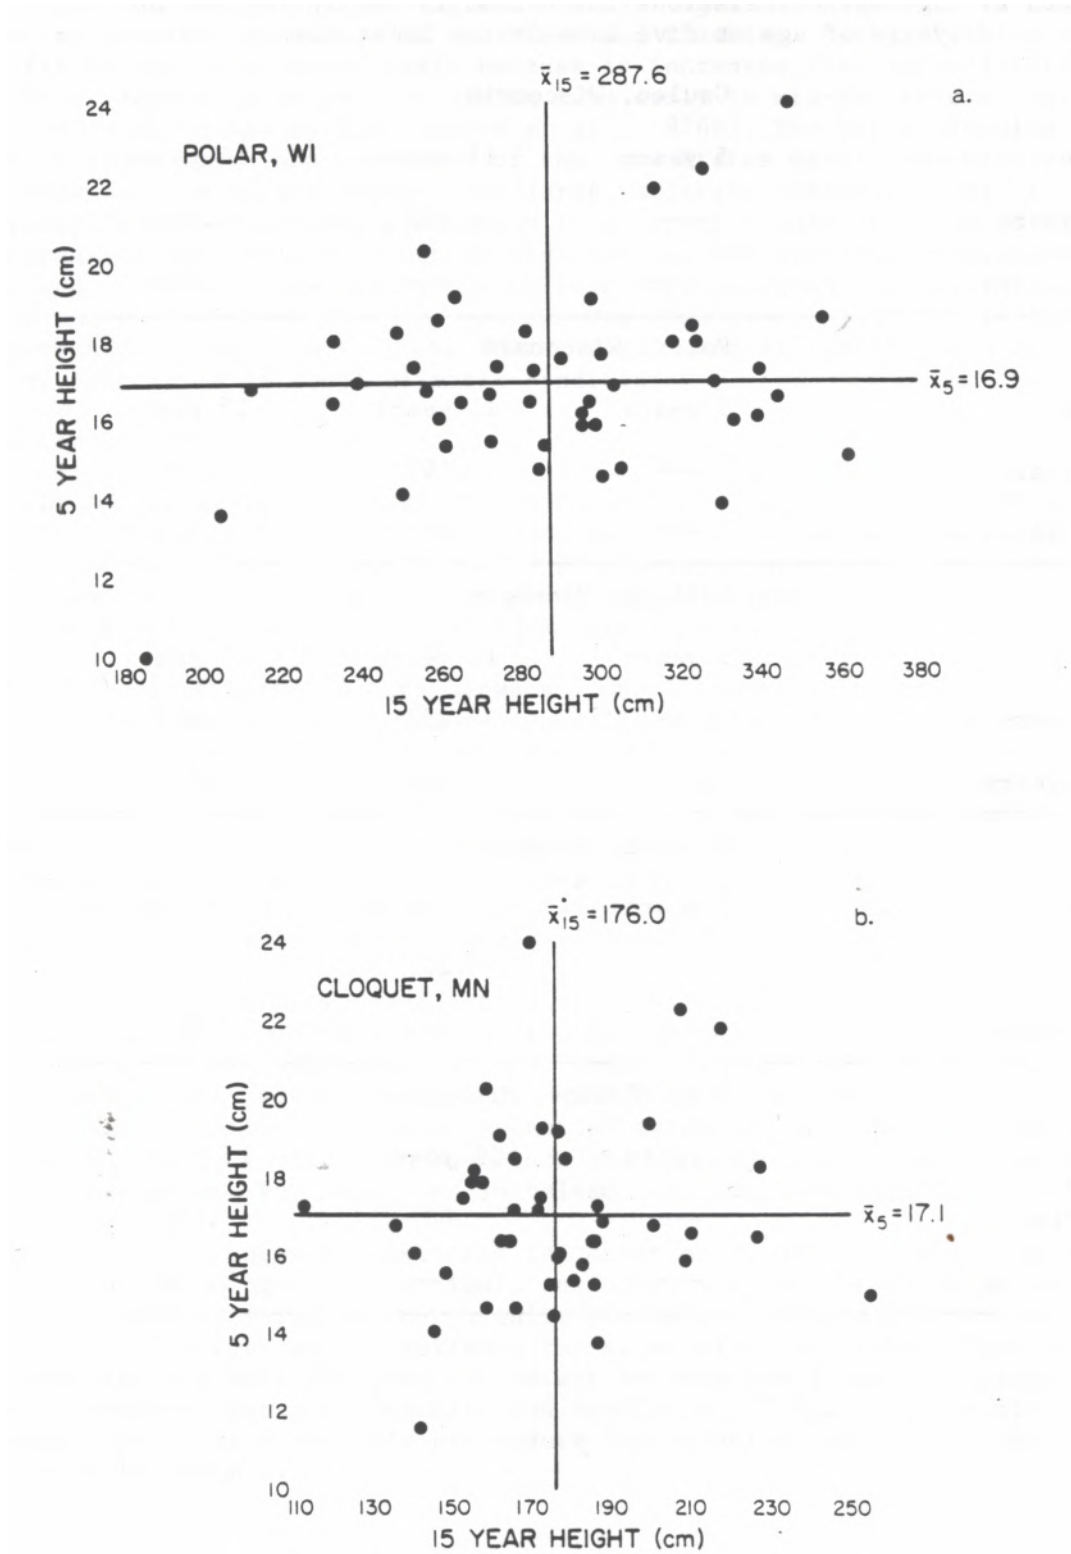 x̄15 = 287.6
a.
24
POLAR, WI
22
20
18
x̄5 = 16.9
16
14
12
10
5 YEAR HEIGHT (cm)
180 200 220 240 260 280 300 320 340 360 380
15 YEAR HEIGHT (cm)
x̄15 = 176.0
b.
24
CLOQUET, MN
22
20
18
x̄5 = 17.1
16
14
12
10
5 YEAR HEIGHT (cm)
110 130 150 170 190 210 230 250
15 YEAR HEIGHT (cm)